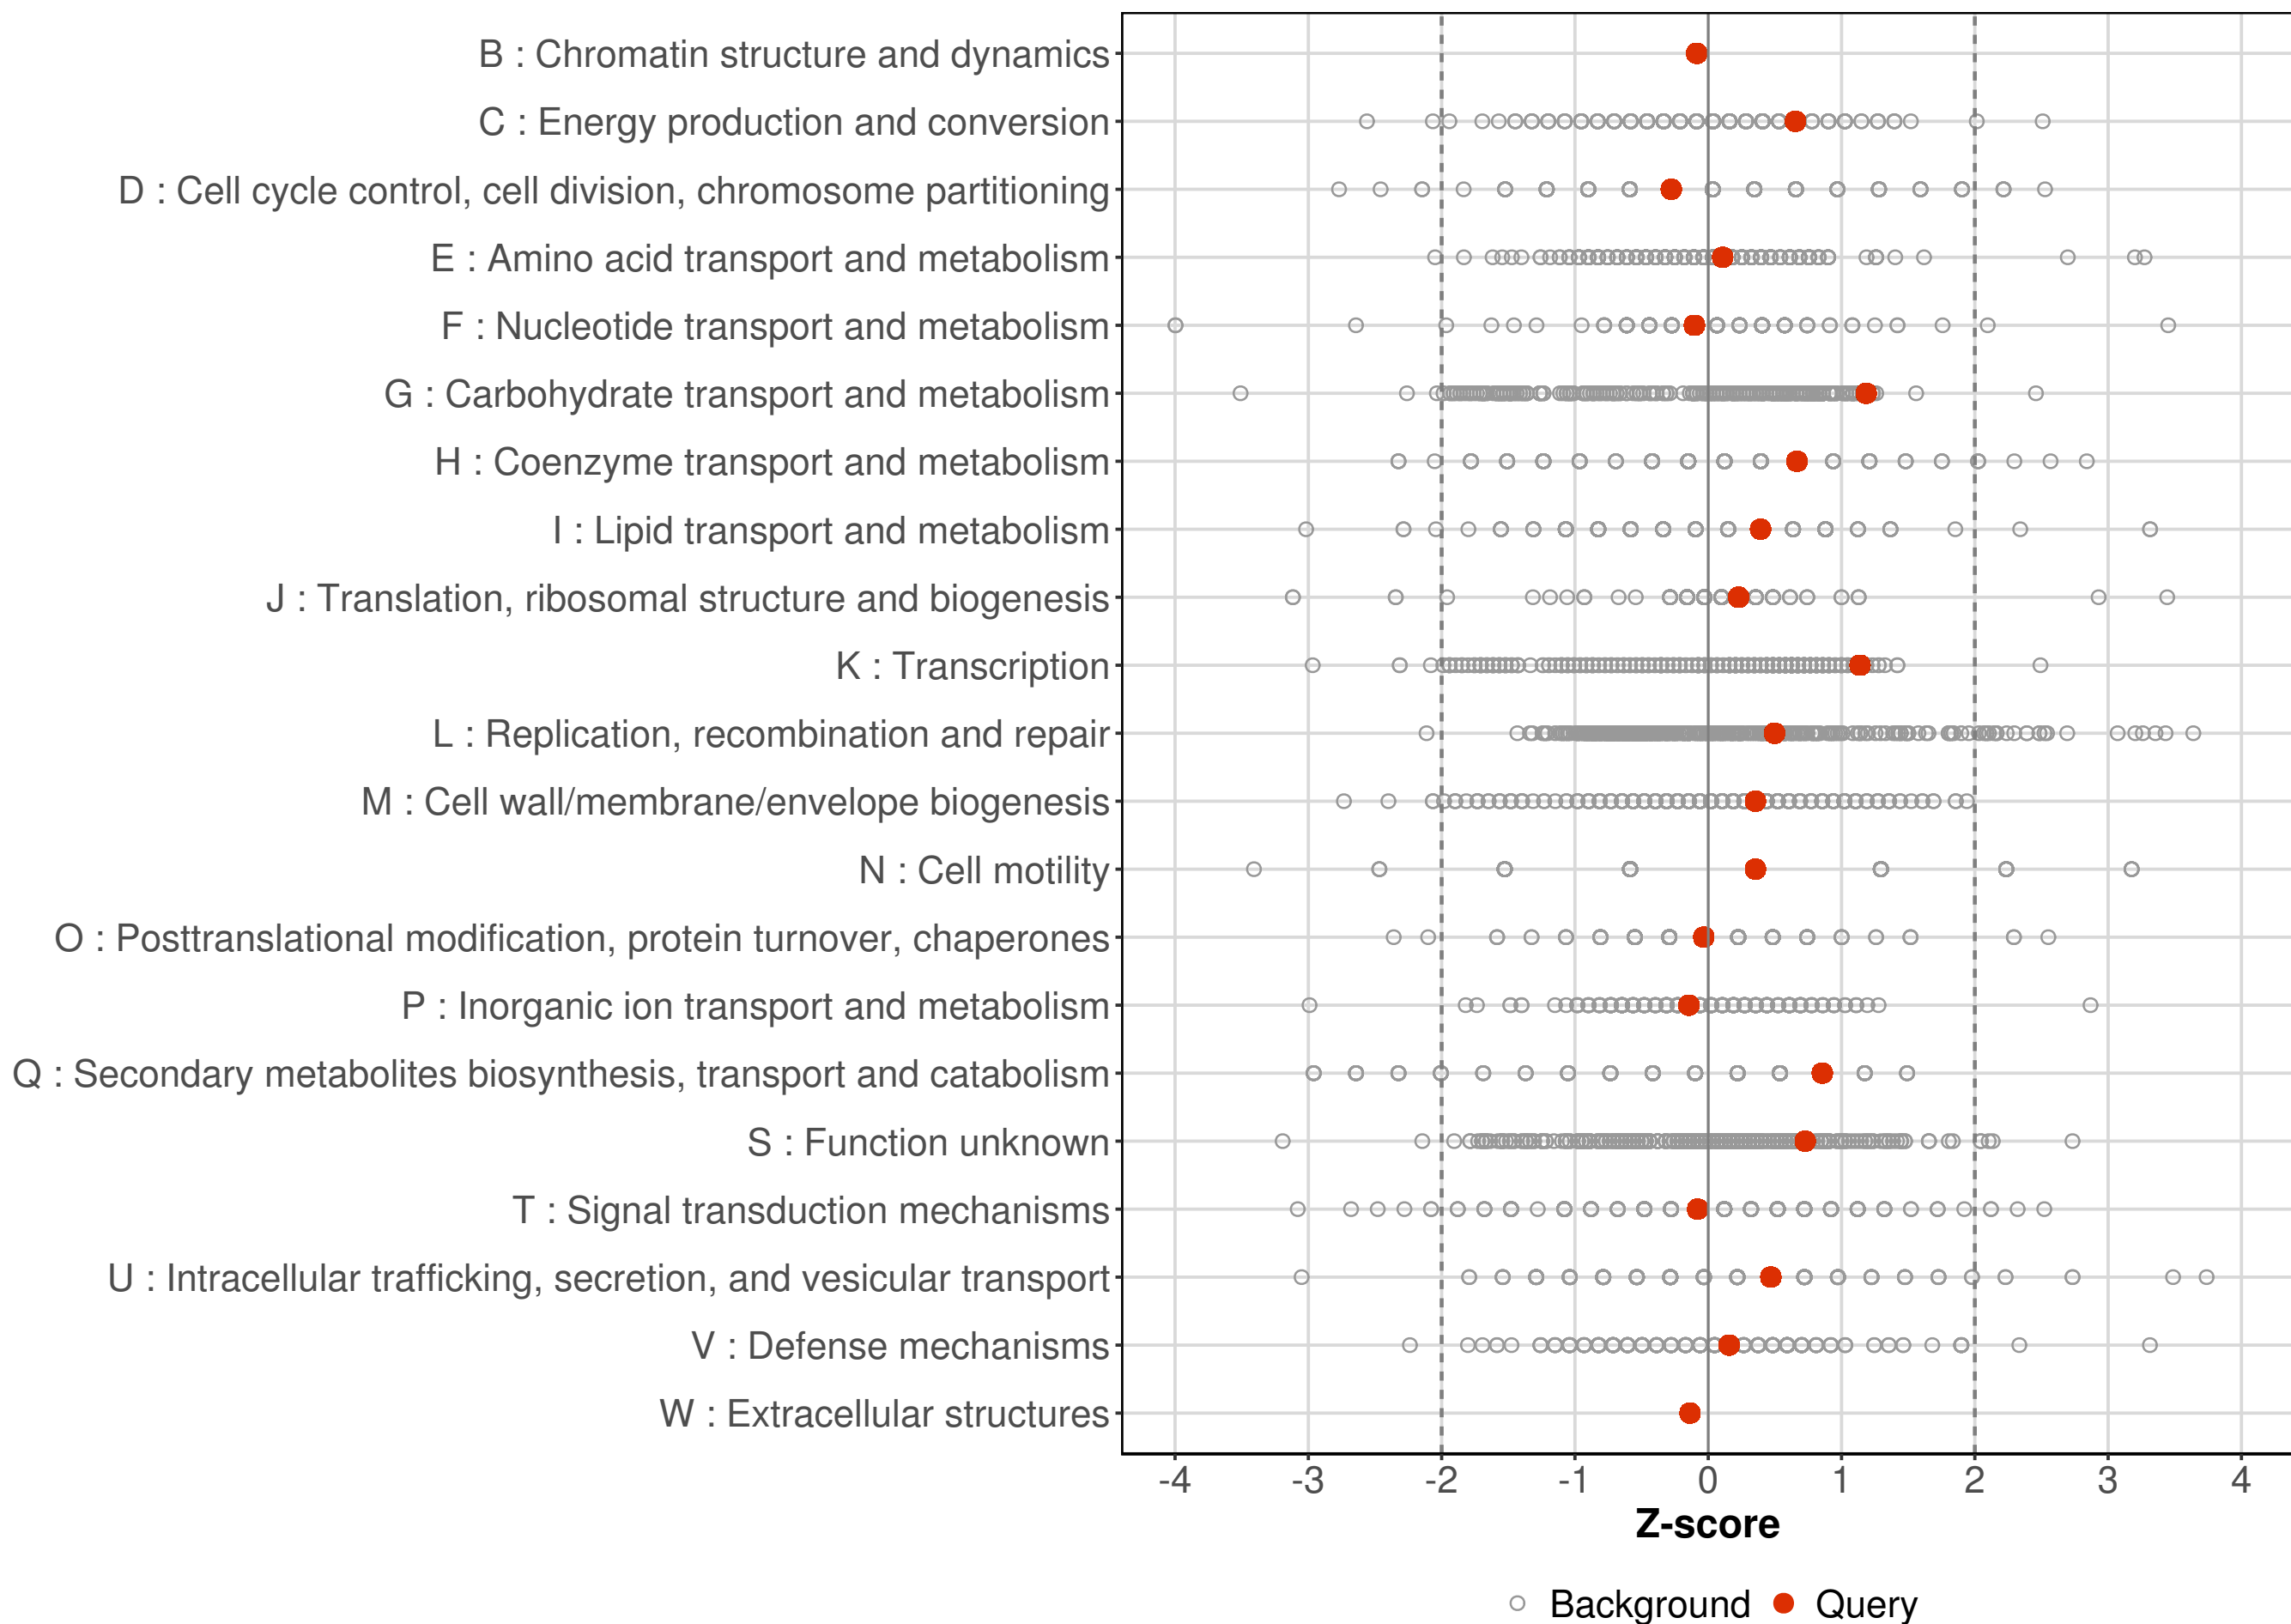 B : Chromatin structure and dynamics
C : Energy production and conversion
D : Cell cycle control, cell division, chromosome partitioning
E : Amino acid transport and metabolism
F : Nucleotide transport and metabolism
G : Carbohydrate transport and metabolism
H : Coenzyme transport and metabolism
I : Lipid transport and metabolism
J : Translation, ribosomal structure and biogenesis
K : Transcription
L : Replication, recombination and repair
M : Cell wall/membrane/envelope biogenesis
N : Cell motility
O : Posttranslational modification, protein turnover, chaperones
P : Inorganic ion transport and metabolism
Q : Secondary metabolites biosynthesis, transport and catabolism
S : Function unknown
T : Signal transduction mechanisms
U : Intracellular trafficking, secretion, and vesicular transport
V : Defense mechanisms
W : Extracellular structures
-4 -3 -2 -1 0 1 2 3 4
Z-score
Background Query